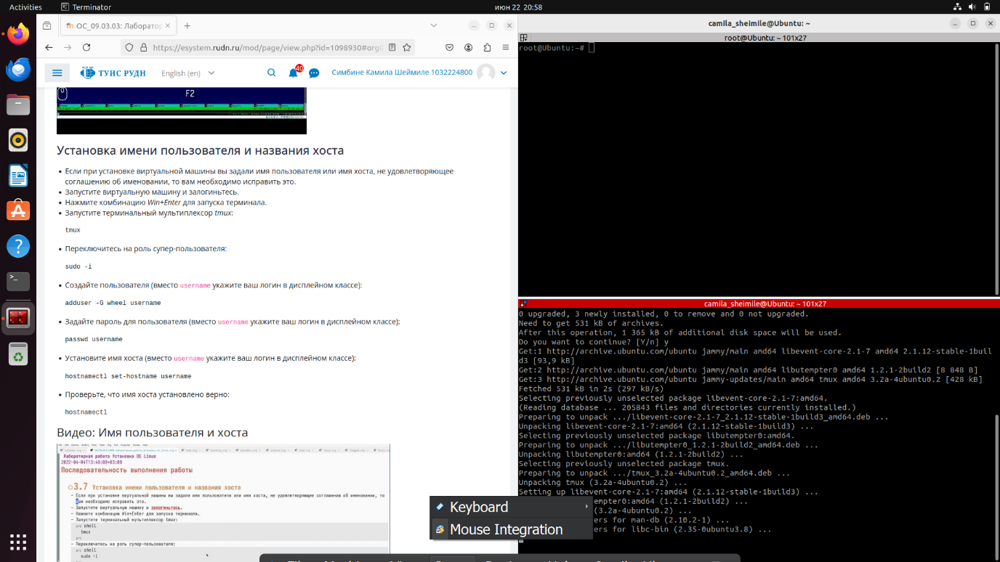 Activities
Terminator
июн 22 20:58
ОС_09.03.03: Лаборатор
https://esystem.rudn.ru/mod/page/view.php?id=1098930#org0
ТУИС РУДН
English (en)
40
Симбине Камила Шеймиле 1032224800
F2
Установка имени пользователя и названия хоста
Если при установке виртуальной машины вы задали имя пользователя или имя хоста, не удовлетворяющее
соглашению об именовании, то вам необходимо исправить это.
Запустите виртуальную машину и залогиньтесь.
Нажмите комбинацию Win+Enter для запуска терминала.
Запустите терминальный мультиплексор tmux:
tmux
Переключитесь на роль супер-пользователя:
sudo -i
Создайте пользователя (вместо username укажите ваш логин в дисплейном классе):
adduser -G wheel username
Задайте пароль для пользователя (вместо username укажите ваш логин в дисплейном классе):
passwd username
Установите имя хоста (вместо username укажите ваш логин в дисплейном классе):
hostnamectl set-hostname username
Проверьте, что имя хоста установлено верно:
hostnamectl
Видео: Имя пользователя и хоста
Лабораторная работа Установка ОС Linux
Последовательность выполнения работы
3.7 Установка имени пользователя и названия хоста
– Если при установке виртуальной машины вы задали имя пользователя или имя хоста, не удовлетворяющее соглашению об именовании, то
вам необходимо исправить это.
– Запустите виртуальную машину и залогиньтесь.
– Нажмите комбинацию Win+Enter для запуска терминала.
– Запустите терминальный мультиплексор tmux:
src shell
tmux
src
– Переключитесь на роль супер-пользователя:
src shell
sudo -i
camila_sheimile@Ubuntu: ~
root@Ubuntu: ~ 101x27
root@Ubuntu:~#
camila_sheimile@Ubuntu: ~ 101x27
0 upgraded, 3 newly installed, 0 to remove and 0 not upgraded.
Need to get 531 kB of archives.
After this operation, 1 365 kB of additional disk space will be used.
Do you want to continue? [Y/n] y
Get:1 http://archive.ubuntu.com/ubuntu jammy/main amd64 libevent-core-2.1-7 amd64 2.1.12-stable-1buil
d3 [93,9 kB]
Get:2 http://archive.ubuntu.com/ubuntu jammy/main amd64 libutempter0 amd64 1.2.1-2build2 [8 848 B]
Get:3 http://archive.ubuntu.com/ubuntu jammy-updates/main amd64 tmux amd64 3.2a-4ubuntu0.2 [428 kB]
Fetched 531 kB in 2s (297 kB/s)
Selecting previously unselected package libevent-core-2.1-7:amd64.
(Reading database ... 205843 files and directories currently installed.)
Preparing to unpack .../libevent-core-2.1-7_2.1.12-stable-1build3_amd64.deb ...
Unpacking libevent-core-2.1-7:amd64 (2.1.12-stable-1build3) ...
Selecting previously unselected package libutempter0:amd64.
Preparing to unpack .../libutempter0_1.2.1-2build2_amd64.deb ...
Unpacking libutempter0:amd64 (1.2.1-2build2) ...
Selecting previously unselected package tmux.
Preparing to unpack .../tmux_3.2a-4ubuntu0.2_amd64.deb ...
Unpacking tmux (3.2a-4ubuntu0.2) ...
Setting up libevent-core-2.1-7:amd64 (2.1.12-stable-1build3) ...
tempter0:amd64 (1.2.1-2build2) ...
(3.2a-4ubuntu0.2) ...
ers for man-db (2.10.2-1) ...
ers for libc-bin (2.35-0ubuntu3.8) ...
Keyboard
Mouse Integration